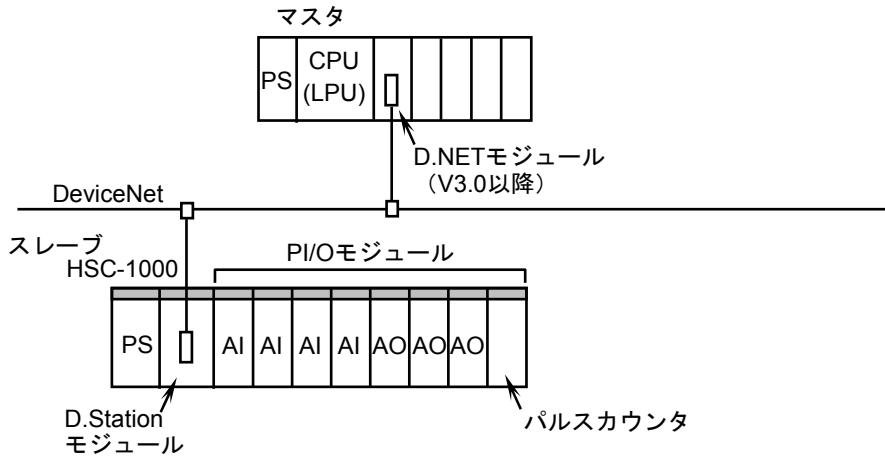 マスタ
PS
CPU
(LPU)
D.NETモジュール
（V3.0以降）
DeviceNet
スレーブ
HSC-1000
PI/Oモジュール
PS
AI
AI
AI
AI
AO
AO
AO
D.Station
モジュール
パルスカウンタ